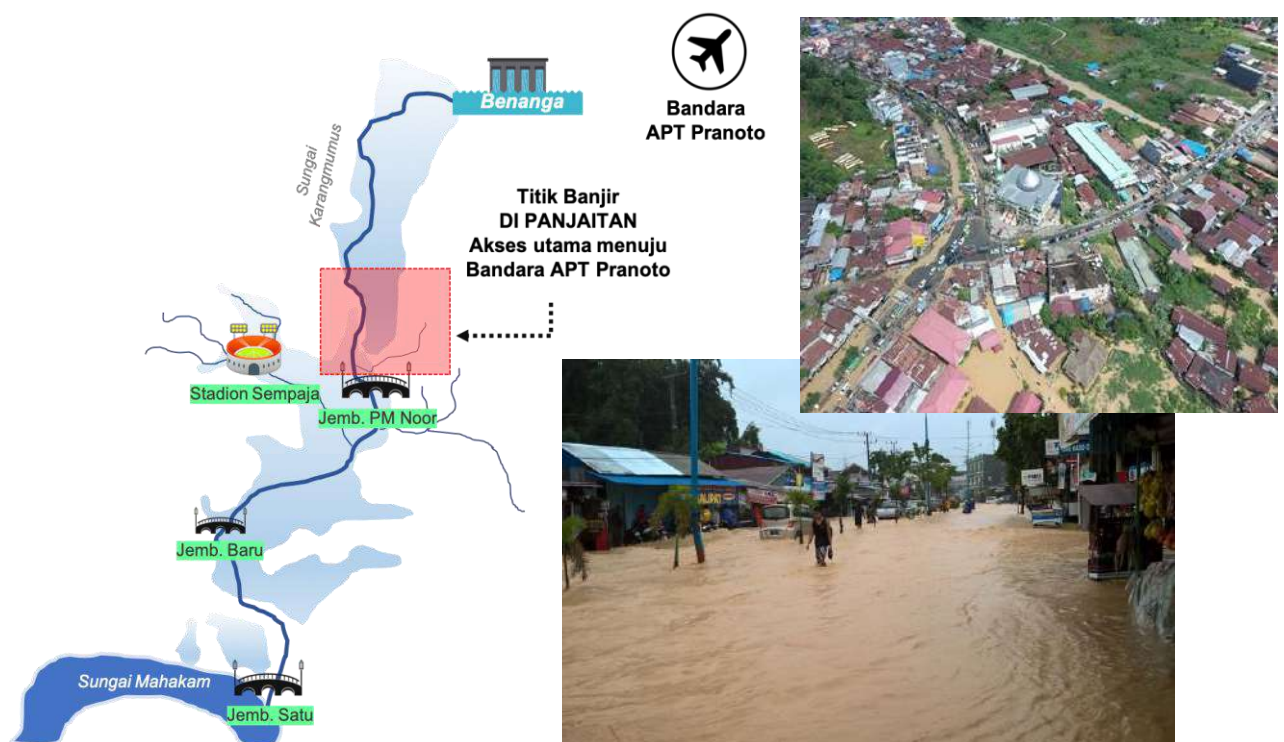 Benanga
Bandara
APT Pranoto
Sungai
Karangmumus
Titik Banjir
DI PANJAITAN
Akses utama menuju
Bandara APT Pranoto
Stadion Sempaja
Jemb. PM Noor
Jemb. Baru
Sungai Mahakam
Jemb. Satu